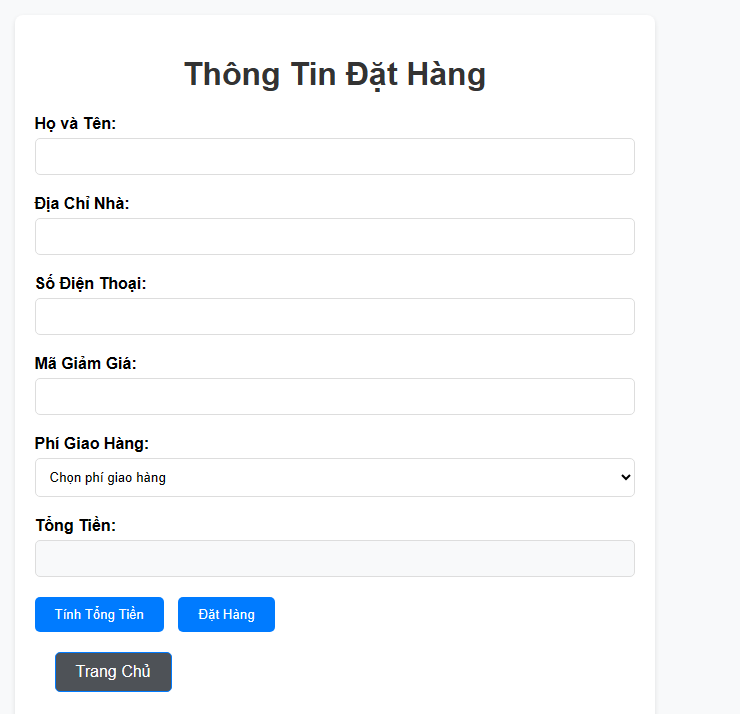 Thông Tin Đặt Hàng
Họ và Tên:
Địa Chỉ Nhà:
Số Điện Thoại:
Mã Giảm Giá:
Phí Giao Hàng:
Chọn phí giao hàng
Tổng Tiền:
Tính Tổng Tiền Đặt Hàng
Trang Chủ